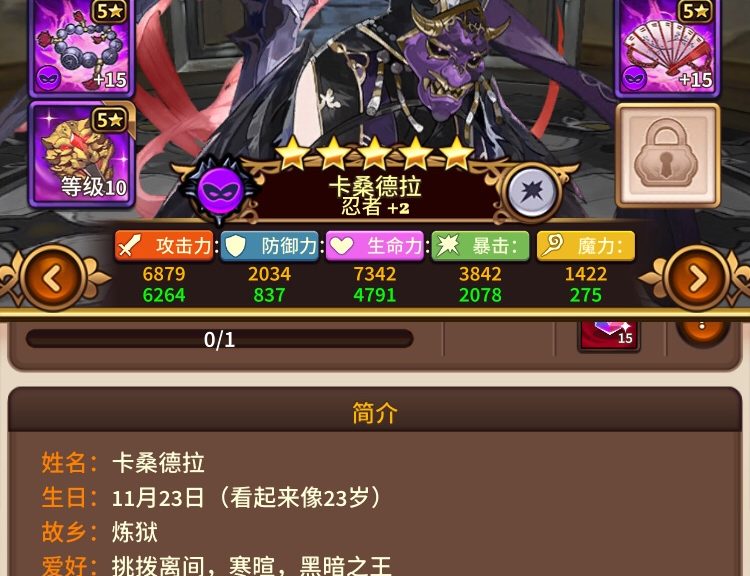 5★
5★
+15
+15
5★
等级10
卡桑德拉
忍者 +2
攻击力: 防御力: 生命力: 暴击: 魔力:
6879 2034 7342 3842 1422
6264 837 4791 2078 275
0/1
15
简介
姓名: 卡桑德拉
生日: 11月23日（看起来像23岁）
故乡: 炼狱
爱好: 挑拨离间，寒暄，黑暗之王